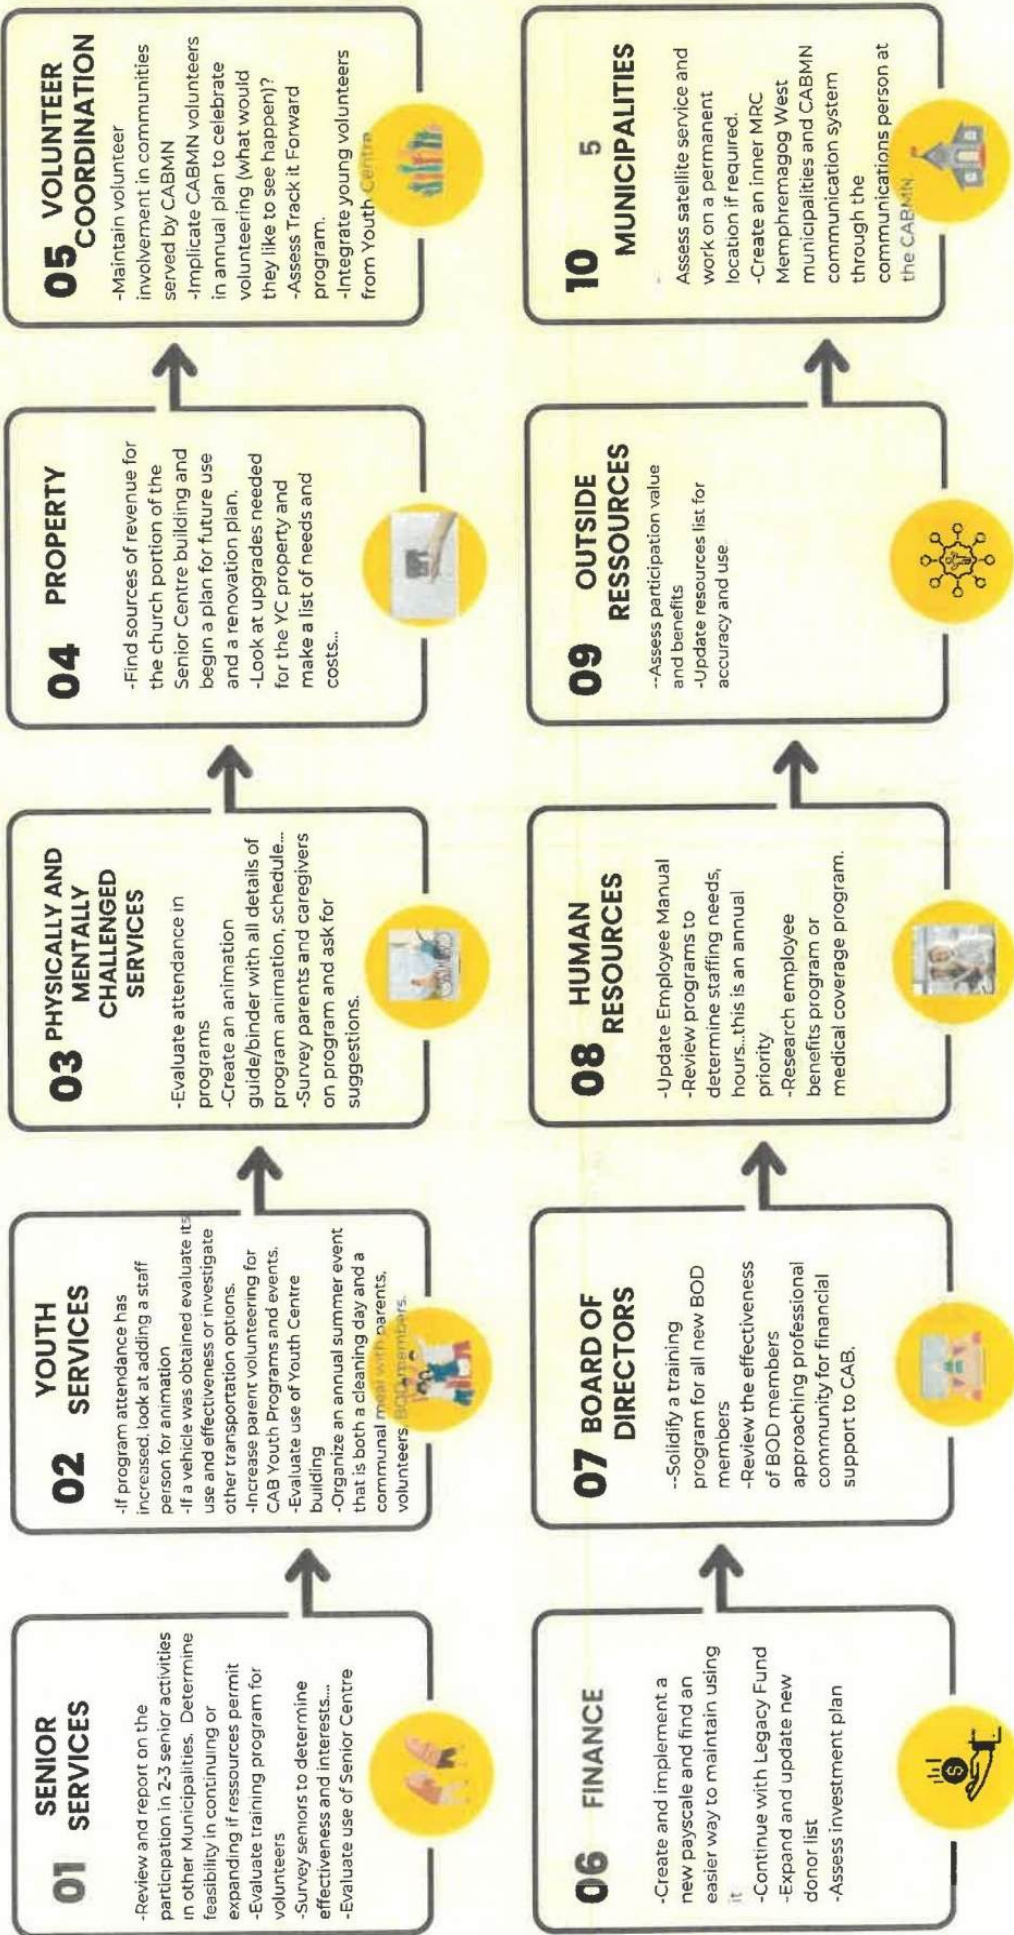 01 SENIOR
SERVICES
-Review and report on the
participation in 2-3 senior activities
in other Municipalities. Determine
feasibility in continuing or
expanding if ressources permit
-Evaluate training program for
volunteers
-Survey seniors to determine
effectiveness and interests...
-Evaluate use of Senior Centre
02 YOUTH
SERVICES
-If program attendance has
increased, look at adding a staff
person for animation
-If a vehicle was obtained evaluate its
use and effectiveness or investigate
other transportation options.
-Increase parent volunteering for
CAB Youth Programs and events.
-Evaluate use of Youth Centre
building
-Organize an annual summer event
that is both a cleaning day and a
communal meal with parents,
volunteers, BOD members.
03 PHYSICALLY AND
MENTALLY
CHALLENGED
SERVICES
-Evaluate attendance in
programs
-Create an animation
guide/binder with all details of
program animation, schedule...
-Survey parents and caregivers
on program and ask for
suggestions.
04 PROPERTY
-Find sources of revenue for
the church portion of the
Senior Centre building and
begin a plan for future use
and a renovation plan.
-Look at upgrades needed
for the YC property and
make a list of needs and
costs...
05 VOLUNTEER
COORDINATION
-Maintain volunteer
involvement in communities
served by CABMN
-Implicate CABMN volunteers
in annual plan to celebrate
volunteering (what would
they like to see happen)?
-Assess Track it Forward
program.
-Integrate young volunteers
from Youth Centre
06 FINANCE
-Create and implement a
new payscale and find an
easier way to maintain using
it
-Continue with Legacy Fund
-Expand and update new
donor list
-Assess investment plan
07 BOARD OF
DIRECTORS
--Solidify a training
program for all new BOD
members
-Review the effectiveness
of BOD members
approaching professional
community for financial
support to CAB.
08 HUMAN
RESOURCES
-Update Employee Manual
-Review programs to
determine staffing needs,
hours...this is an annual
priority
-Research employee
benefits program or
medical coverage program.
09 OUTSIDE
RESSOURCES
--Assess participation value
and benefits
-Update resources list for
accuracy and use
10 5
MUNICIPALITIES
-
Assess satellite service and
work on a permanent
location if required.
-Create an inner MRC
Memphremagog West
municipalities and CABMN
communication system
through the
communications person at
the CABMN.